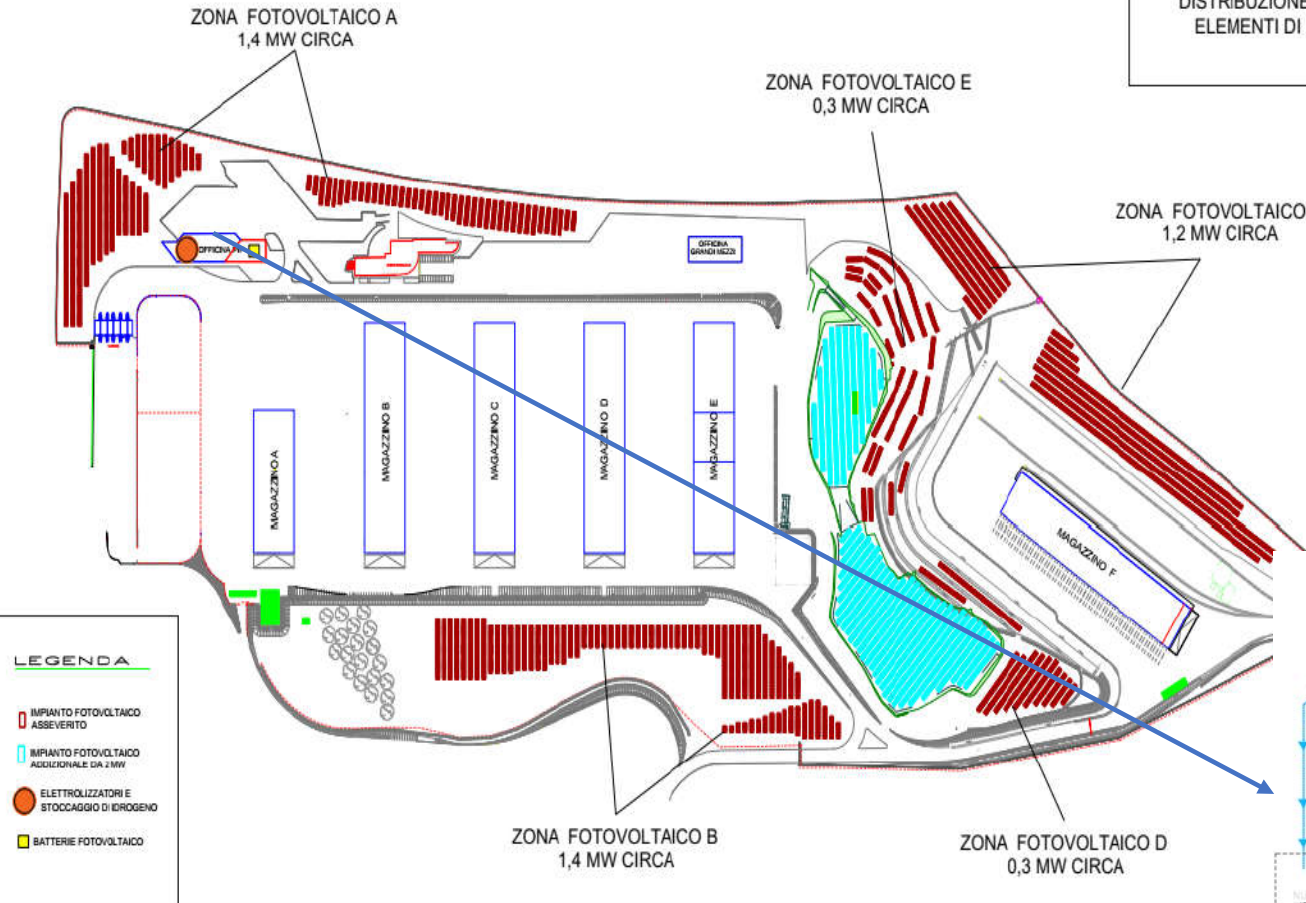 DISTRIBUZIONE
ELEMENTI DI
ZONA FOTOVOLTAICO A
1,4 MW CIRCA
ZONA FOTOVOLTAICO E
0,3 MW CIRCA
ZONA FOTOVOLTAICO
1,2 MW CIRCA
OFFICINA
OFFICINA
GRANDI MEZZI
MAGAZZINO A
MAGAZZINO B
MAGAZZINO C
MAGAZZINO D
MAGAZZINO E
MAGAZZINO F
LEGENDA
IMPIANTO FOTOVOLTAICO
ASSEVERITO
IMPIANTO FOTOVOLTAICO
ADDIZIONALE DA 2MW
ELETTROLIZZATORI E
STOCCAGGIO DI IDROGENO
BATTERIE FOTOVOLTAICO
ZONA FOTOVOLTAICO B
1,4 MW CIRCA
ZONA FOTOVOLTAICO D
0,3 MW CIRCA